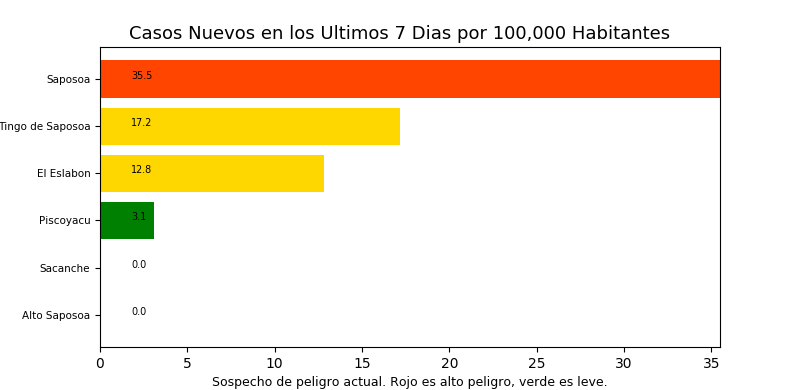 Casos Nuevos en los Ultimos 7 Dias por 100,000 Habitantes
Saposoa 35.5
Tingo de Saposoa 17.2
El Eslabon 12.8
Piscoyacu 3.1
Sacanche 0.0
Alto Saposoa 0.0
0 5 10 15 20 25 30 35
Sospecho de peligro actual. Rojo es alto peligro, verde es leve.